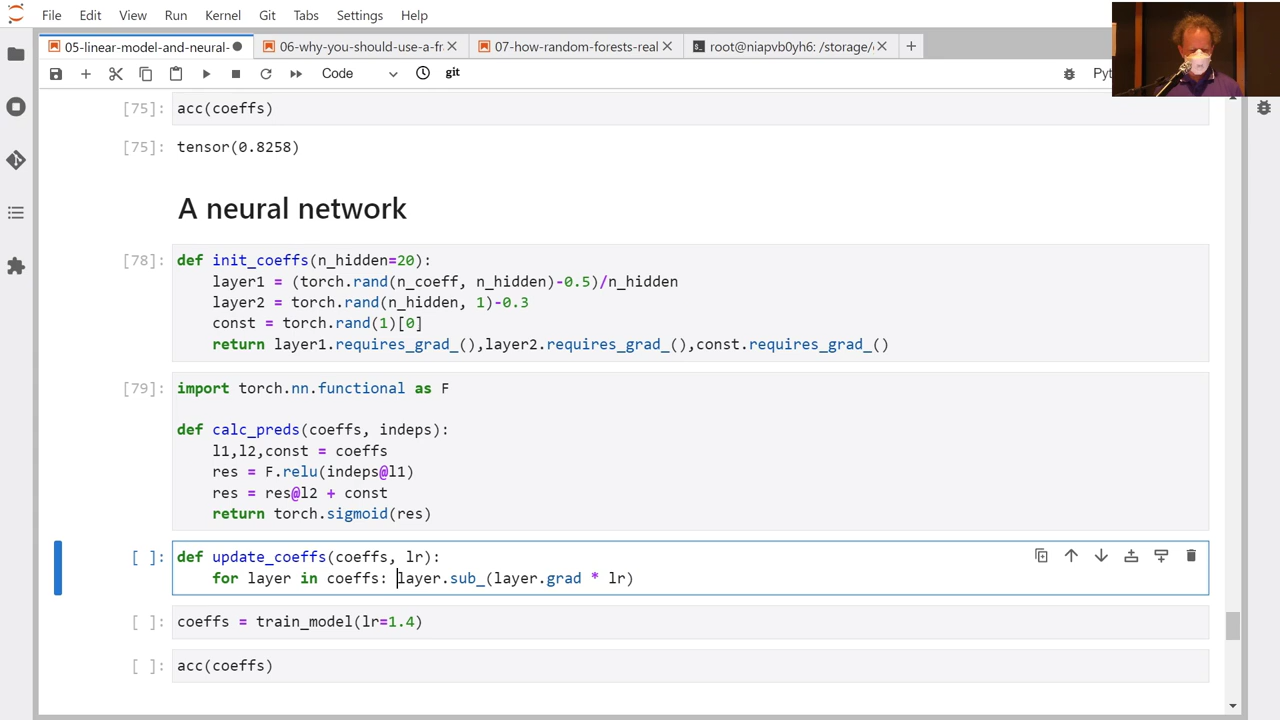 File Edit View Run Kernel Git Tabs Settings Help
05-linear-model-and-neural- 06-why-you-should-use-a-fr 07-how-random-forests-real root@niapvb0yh6: /storage/
Code git Pyt
[75]: acc(coeffs)
[75]: tensor(0.8258)
A neural network
[78]: def init_coeffs(n_hidden=20):
layer1 = (torch.rand(n_coeff, n_hidden)-0.5)/n_hidden
layer2 = torch.rand(n_hidden, 1)-0.3
const = torch.rand(1)[0]
return layer1.requires_grad_(),layer2.requires_grad_(),const.requires_grad_()
[79]: import torch.nn.functional as F
def calc_preds(coeffs, indeps):
l1,l2,const = coeffs
res = F.relu(indeps@l1)
res = res@l2 + const
return torch.sigmoid(res)
[ ]: def update_coeffs(coeffs, lr):
for layer in coeffs: layer.sub_(layer.grad * lr)
[ ]: coeffs = train_model(lr=1.4)
[ ]: acc(coeffs)